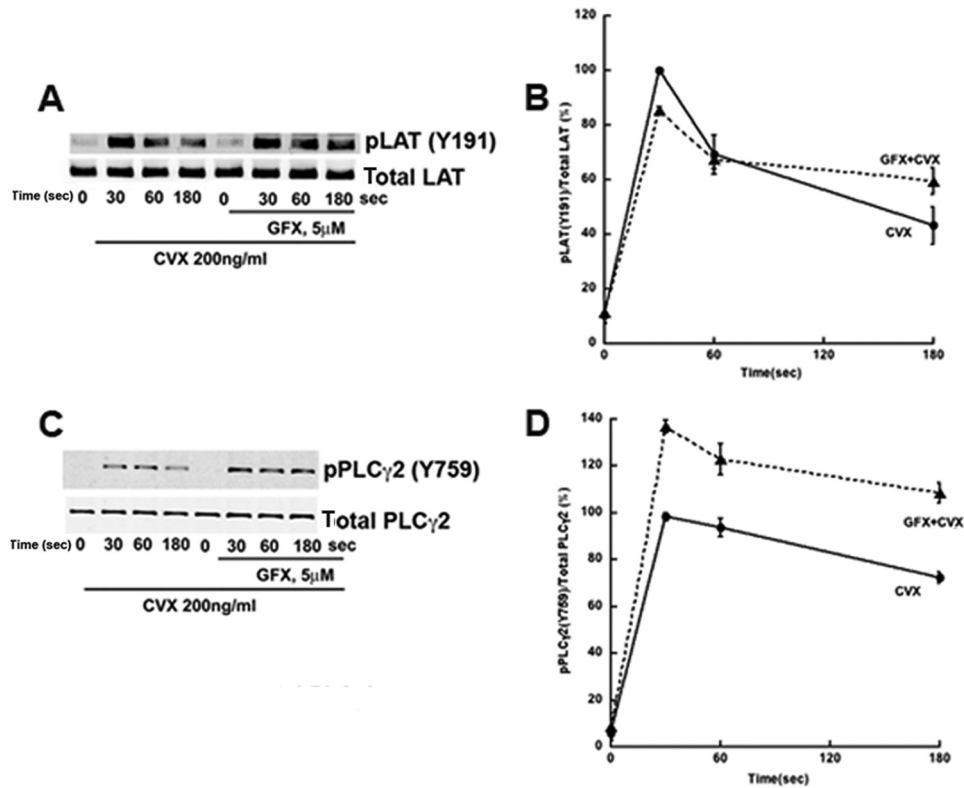 A
pLAT (Y191)
Total LAT
Time (sec) 0 30 60 180 0 30 60 180 sec
GFX, 5μM
CVX 200ng/ml
B
pLAT(Y191)/Total LAT (%)
120
100
80
60
40
20
0
GFX+CVX
CVX
0 60 120 180
Time(sec)
C
pPLCγ2 (Y759)
Total PLCγ2
Time (sec) 0 30 60 180 0 30 60 180 sec
GFX, 5μM
CVX 200ng/ml
D
pPLCγ2(Y759)/Total PLCγ2 (%)
140
120
100
80
60
40
20
0
GFX+CVX
CVX
0 60 120 180
Time(sec)